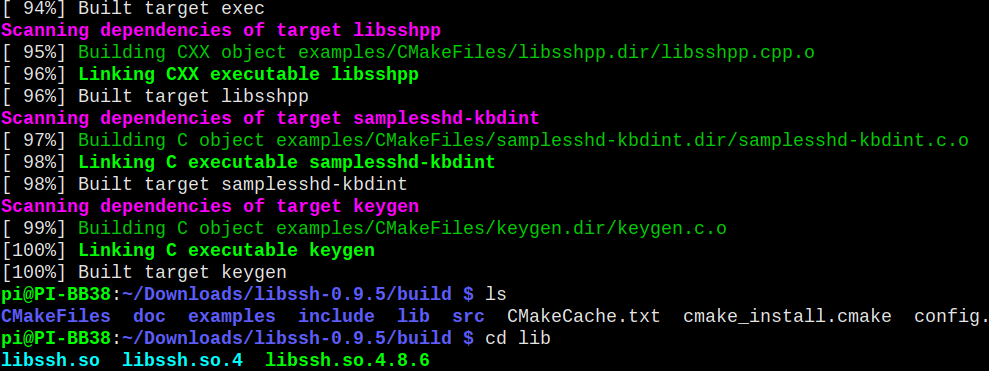 [ 94%] Built target exec
Scanning dependencies of target libsshpp
[ 95%] Building CXX object examples/CMakeFiles/libsshpp.dir/libsshpp.cpp.o
[ 96%] Linking CXX executable libsshpp
[ 96%] Built target libsshpp
Scanning dependencies of target samplesshd-kbdint
[ 97%] Building C object examples/CMakeFiles/samplesshd-kbdint.dir/samplesshd-kbdint.c.o
[ 98%] Linking C executable samplesshd-kbdint
[ 98%] Built target samplesshd-kbdint
Scanning dependencies of target keygen
[ 99%] Building C object examples/CMakeFiles/keygen.dir/keygen.c.o
[100%] Linking C executable keygen
[100%] Built target keygen
pi@PI-BB38:~/Downloads/libssh-0.9.5/build $ ls
CMakeFiles  doc  examples  include  lib  src  CMakeCache.txt  cmake_install.cmake  config.
pi@PI-BB38:~/Downloads/libssh-0.9.5/build $ cd lib
libssh.so  libssh.so.4  libssh.so.4.8.6